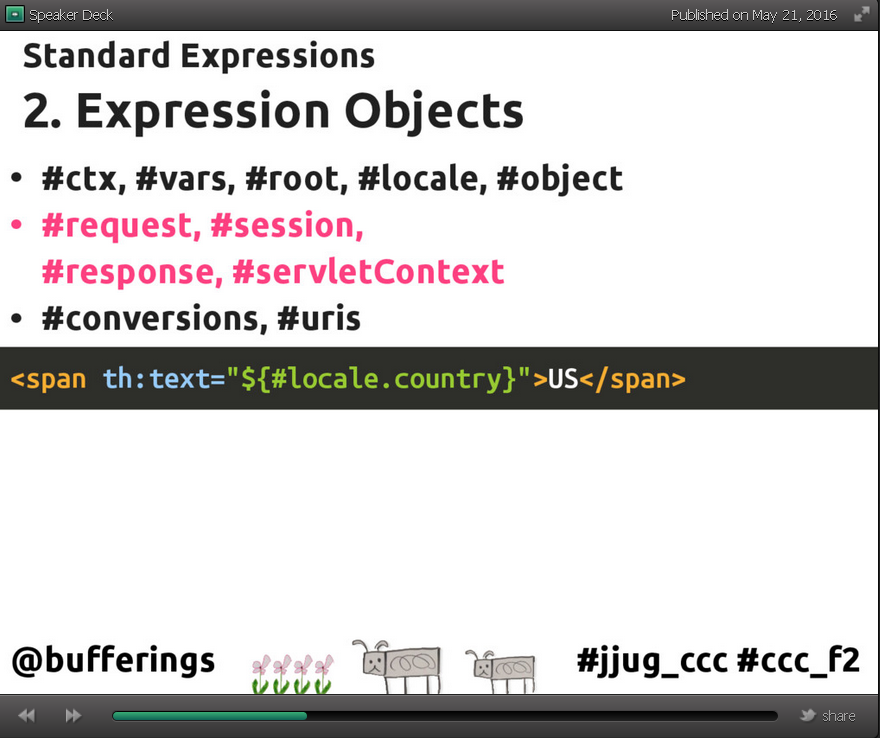 Speaker Deck
Published on May 21, 2016
Standard Expressions
2. Expression Objects
• #ctx, #vars, #root, #locale, #object
• #request, #session,
#response, #servletContext
• #conversions, #uris
<span th:text="${#locale.country}">US</span>
@bufferings
#jjug_ccc #ccc_f2
share